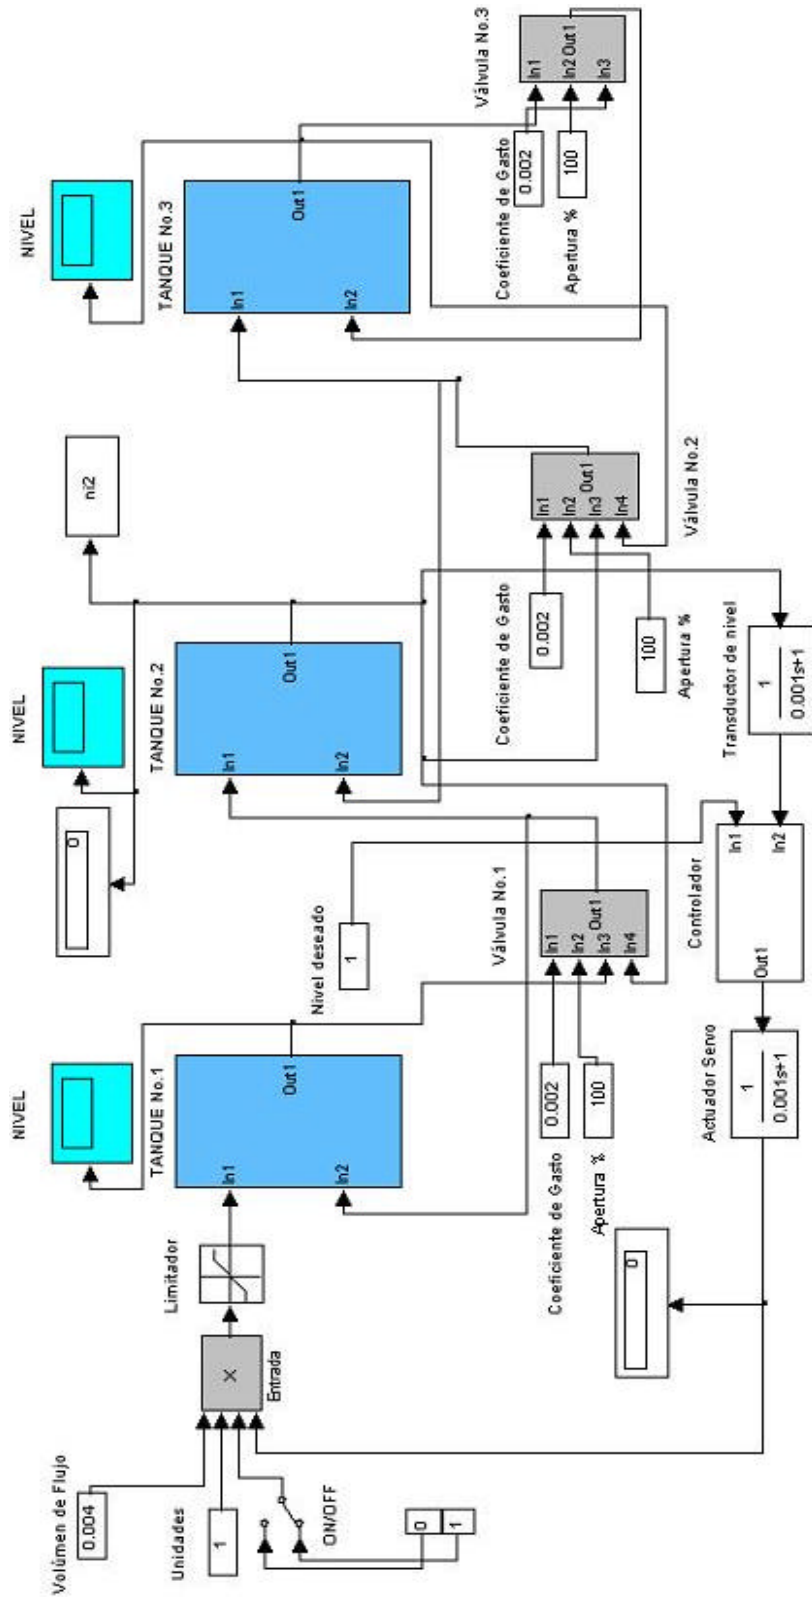 Volúmen de Flujo
0.004
Unidades
1
ON/OFF
0
1
×
Entrada
Limitador
NIVEL
TANQUE No.1
In1
In2
Out1
Coeficiente de Gasto
0.002
Apertura %
100
Válvula No.1
In1
In2
In3
In4
Out1
0
Nivel deseado
1
0
NIVEL
TANQUE No.2
In1
In2
Out1
ni2
Coeficiente de Gasto
0.002
Apertura %
100
Válvula No.2
In1
In2
In3
In4
Out1
NIVEL
TANQUE No.3
In1
In2
Out1
Coeficiente de Gasto
0.002
Apertura %
100
Válvula No.3
In1
In2
In3
Out1
Actuador Servo
1
0.001s+1
Controlador
Out1
In1
In2
Transductor de nivel
1
0.001s+1